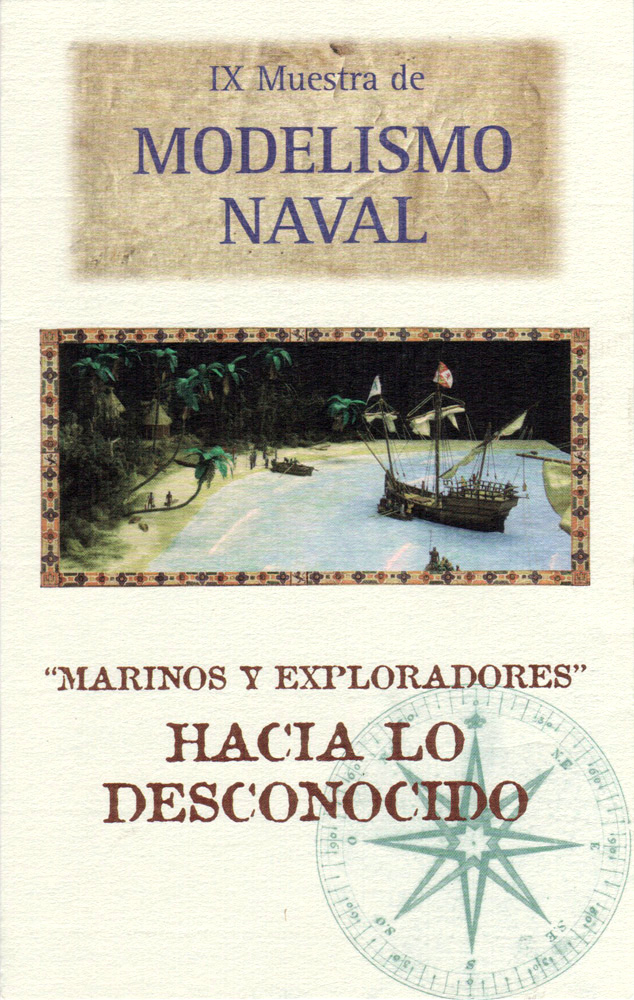 IX Muestra de
MODELISMO
NAVAL
“MARINOS Y EXPLORADORES”
HACIA LO
DESCONOCIDO
N.E.
O
E
S.O.
S.E.
S